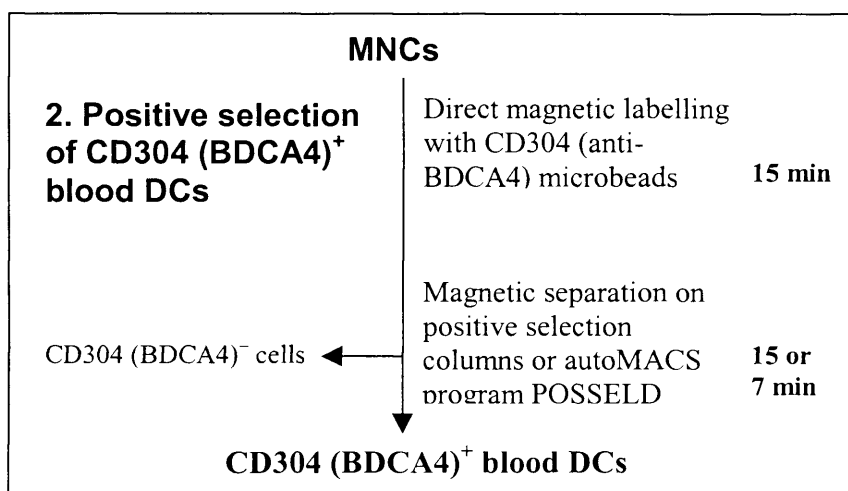 MNCs
2. Positive selection
of CD304 (BDCA4)⁺
blood DCs
Direct magnetic labelling
with CD304 (anti-
BDCA4) microbeads
15 min
Magnetic separation on
positive selection
columns or autoMACS
program POSSELD
15 or
7 min
CD304 (BDCA4)⁻ cells
CD304 (BDCA4)⁺ blood DCs